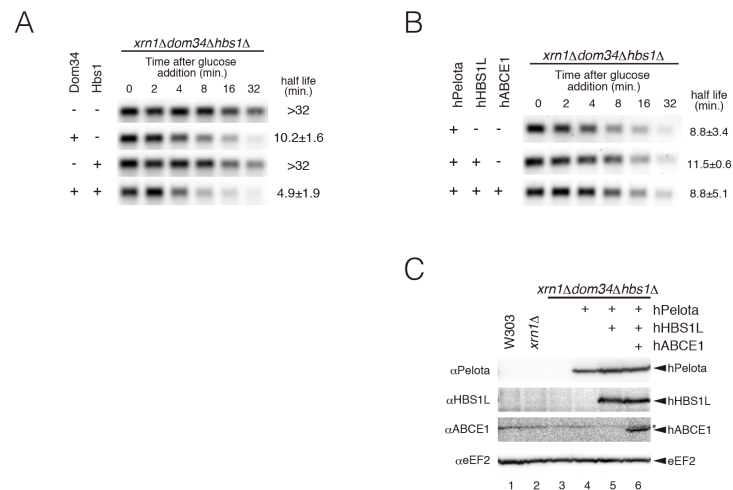 A
xrn1Δdom34Δhbs1Δ
Dom34
Hbs1
Time after glucose
addition (min.)
half life
(min.)
0 2 4 8 16 32
- - >32
+ - 10.2±1.6
- + >32
+ + 4.9±1.9
B
xrn1Δdom34Δhbs1Δ
hPelota
hHBS1L
hABCE1
Time after glucose
addition (min.)
half life
(min.)
0 2 4 8 16 32
+ - - 8.8±3.4
+ + - 11.5±0.6
+ + + 8.8±5.1
C
xrn1Δdom34Δhbs1Δ
W303
xrn1Δ
+ + + hPelota
+ + hHBS1L
+ hABCE1
αPelota hPelota
αHBS1L hHBS1L
αABCE1 * hABCE1
αeEF2 eEF2
1 2 3 4 5 6